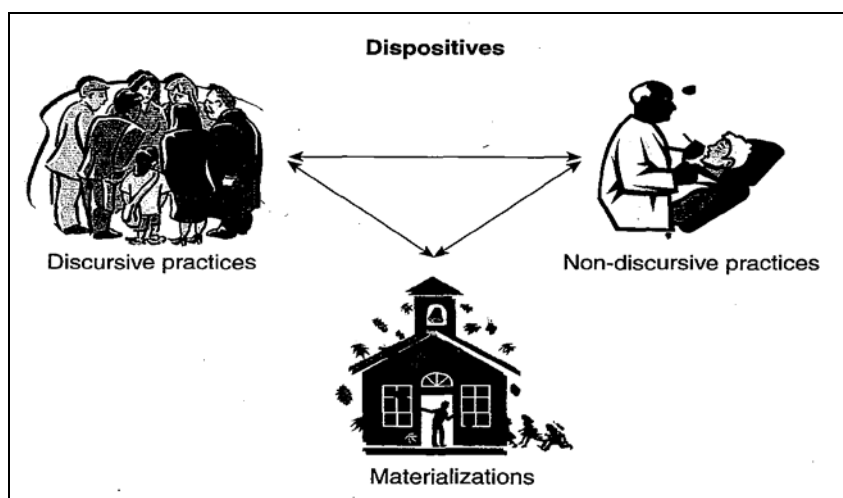 Dispositives
Discursive practices
Non-discursive practices
Materializations